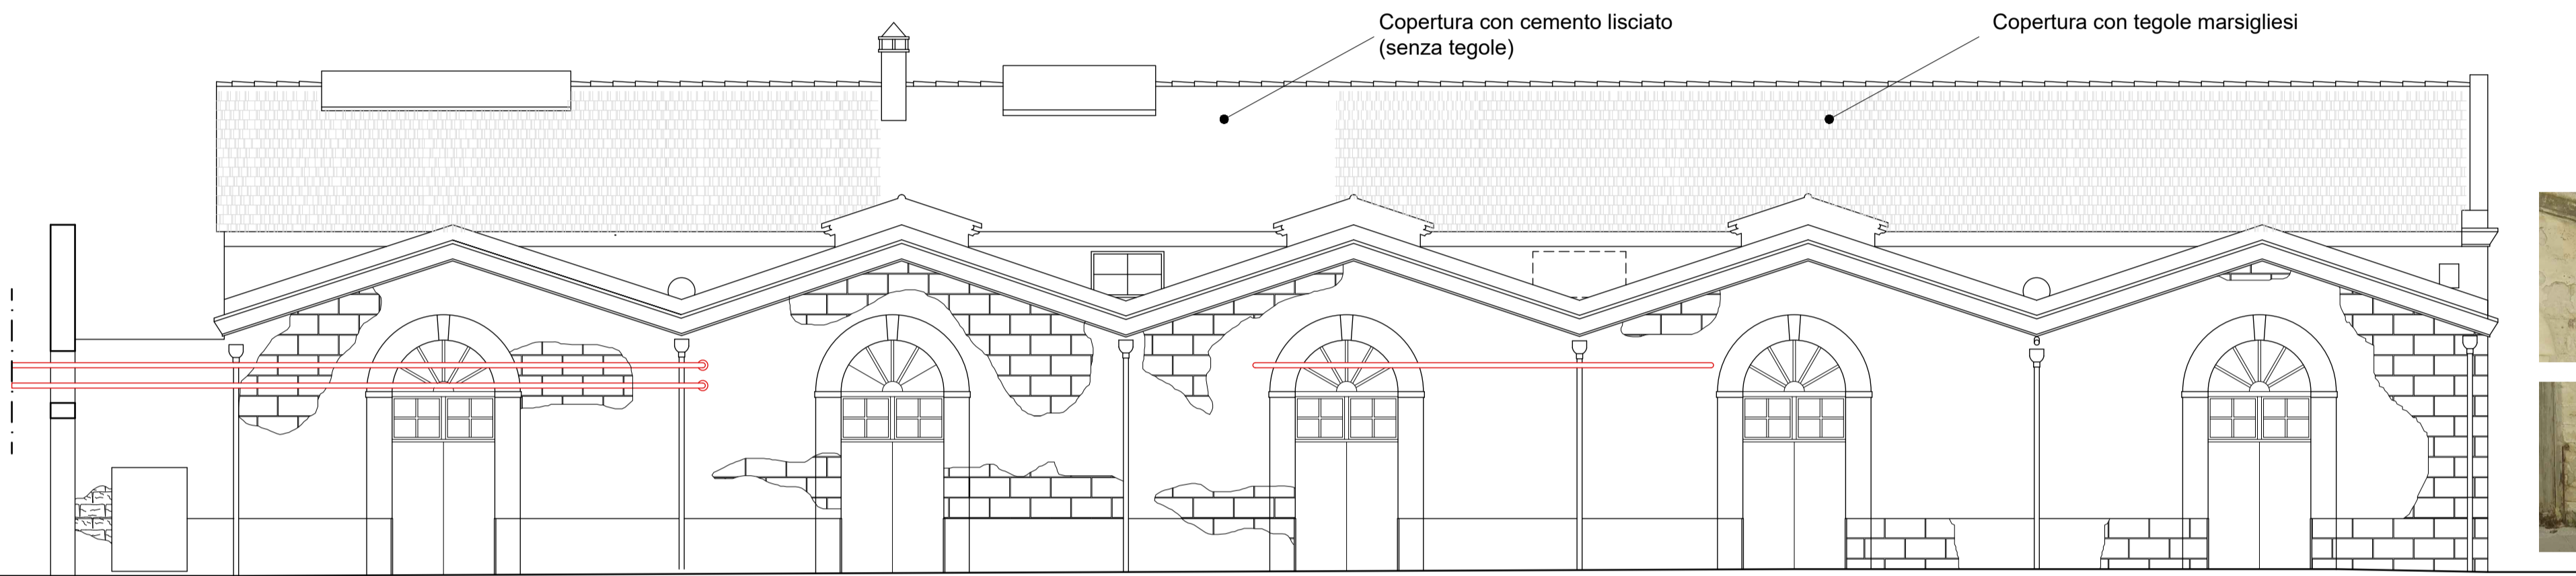 Copertura con cemento lisciato
(senza tegole)
Copertura con tegole marsigliesi